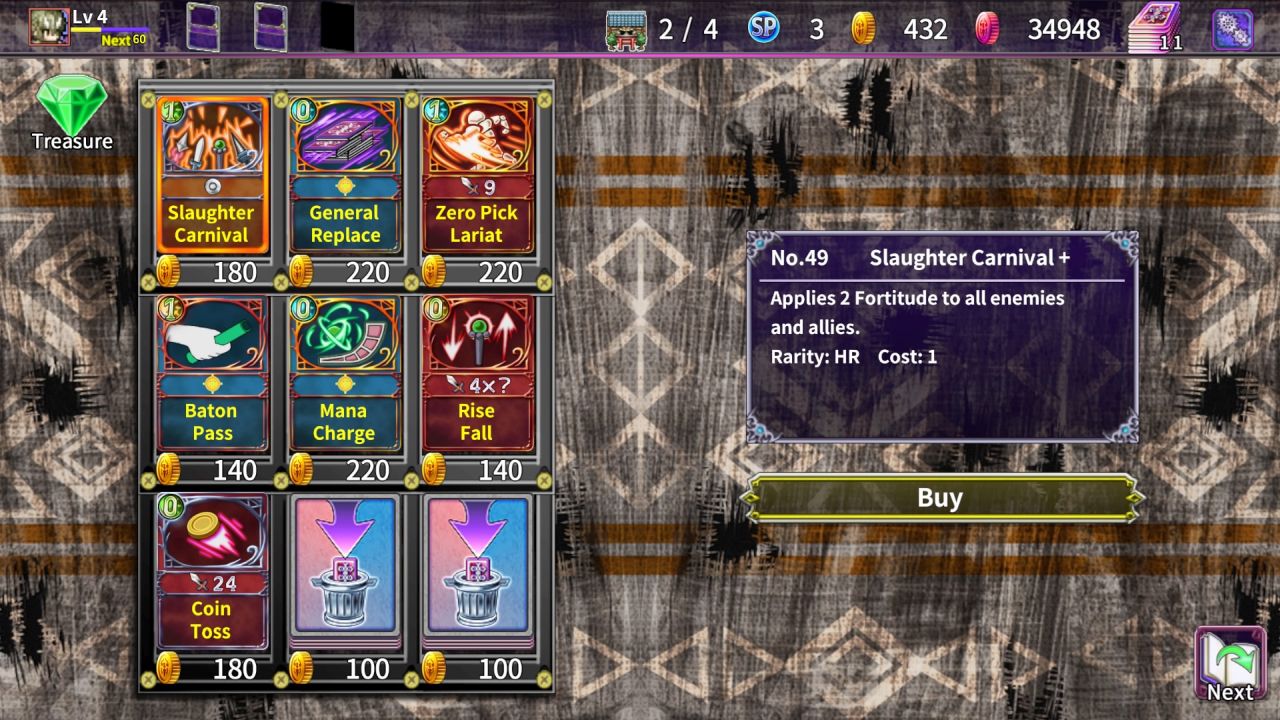 Lv 4
Next 60
2 / 4
SP
3
432
34948
11
Treasure
1
0
1
9
Slaughter
Carnival
General
Replace
Zero Pick
Lariat
180
220
220
1
0
0
4x?
Baton
Pass
Mana
Charge
Rise
Fall
140
220
140
0
24
Coin
Toss
180
100
100
No.49 Slaughter Carnival +
Applies 2 Fortitude to all enemies
and allies.
Rarity: HR Cost: 1
Buy
Next